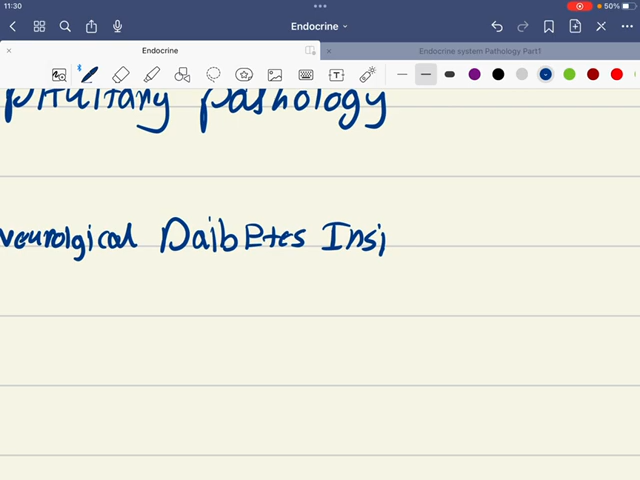 11:30
50%
Endocrine
Endocrine
Endocrine system Pathology Part1
pituitary pathology
neurolgical Daibetes Insi